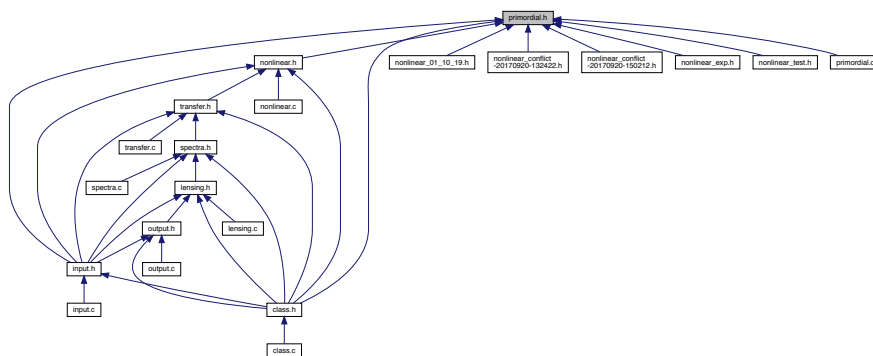 primordial.h
nonlinear.h
nonlinear_01_10_19.h
nonlinear_conflict
-20170920-132422.h
nonlinear_conflict
-20170920-150212.h
nonlinear_exp.h
nonlinear_test.h
primordial.c
transfer.h
nonlinear.c
transfer.c
spectra.h
spectra.c
lensing.h
output.h
lensing.c
input.h
output.c
input.c
class.h
class.c